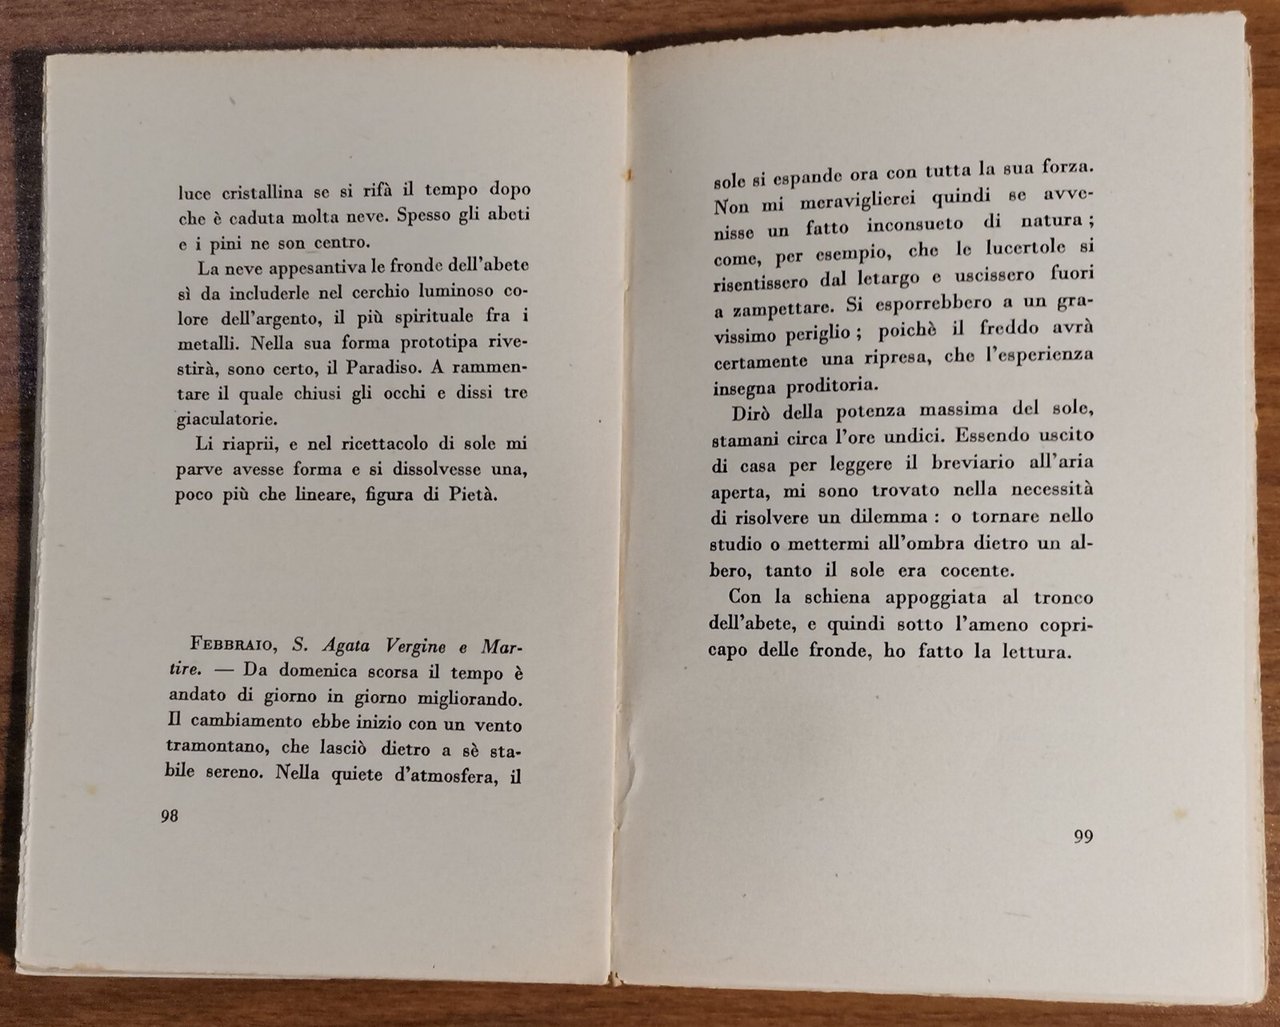 luce cristallina se si rifà il tempo dopo
che è caduta molta neve. Spesso gli abeti
e i pini ne son centro.
La neve appesantiva le fronde dell'abete
sì da includerle nel cerchio luminoso co-
lore dell'argento, il più spirituale fra i
metalli. Nella sua forma prototipa rive-
stirà, sono certo, il Paradiso. A rammen-
tare il quale chiusi gli occhi e dissi tre
giaculatorie.
Li riaprii, e nel ricettacolo di sole mi
parve avesse forma e si dissolvesse una,
poco più che lineare, figura di Pietà.
FEBBRAIO, S. Agata Vergine e Mar-
tire. — Da domenica scorsa il tempo è
andato di giorno in giorno migliorando.
Il cambiamento ebbe inizio con un vento
tramontano, che lasciò dietro a sè sta-
bile sereno. Nella quiete d'atmosfera, il
98
sole si espande ora con tutta la sua forza.
Non mi meraviglierei quindi se avve-
nisse un fatto inconsueto di natura ;
come, per esempio, che le lucertole si
risentissero dal letargo e uscissero fuori
a zampettare. Si esporrebbero a un gra-
vissimo periglio ; poichè il freddo avrà
certamente una ripresa, che l'esperienza
insegna proditoria.
Dirò della potenza massima del sole,
stamani circa l'ore undici. Essendo uscito
di casa per leggere il breviario all'aria
aperta, mi sono trovato nella necessità
di risolvere un dilemma : o tornare nello
studio o mettermi all'ombra dietro un al-
bero, tanto il sole era cocente.
Con la schiena appoggiata al tronco
dell'abete, e quindi sotto l'ameno copri-
capo delle fronde, ho fatto la lettura.
99